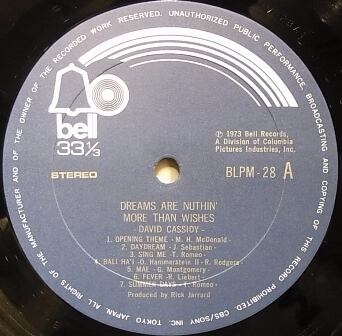 ALL RIGHTS OF THE MANUFACTURER AND OF THE OWNER OF THE RECORDED WORK RESERVED. UNAUTHORIZED PUBLIC PERFORMANCE, BROADCASTING AND COPYING OF THIS RECORD PROHIBITED. CBS/SONY INC. TOKYO JAPAN
bell
33 1/3
STEREO
℗ 1973 Bell Records,
A Division of Columbia
Pictures Industries, Inc.
BLPM-28 A
DREAMS ARE NUTHIN'
MORE THAN WISHES
- DAVID CASSIDY -
1. OPENING THEME - M. H. McDonald
2. DAYDREAM - J. Sebastian
3. SING ME - T. Romeo
4. BALI HA'I - O. Hammerstein II - R. Rodgers
5. MAE - G. Montgomery
6. FEVER - R. Liebert
7. SUMMER DAYS - T. Romeo
Produced by Rick Jarrard